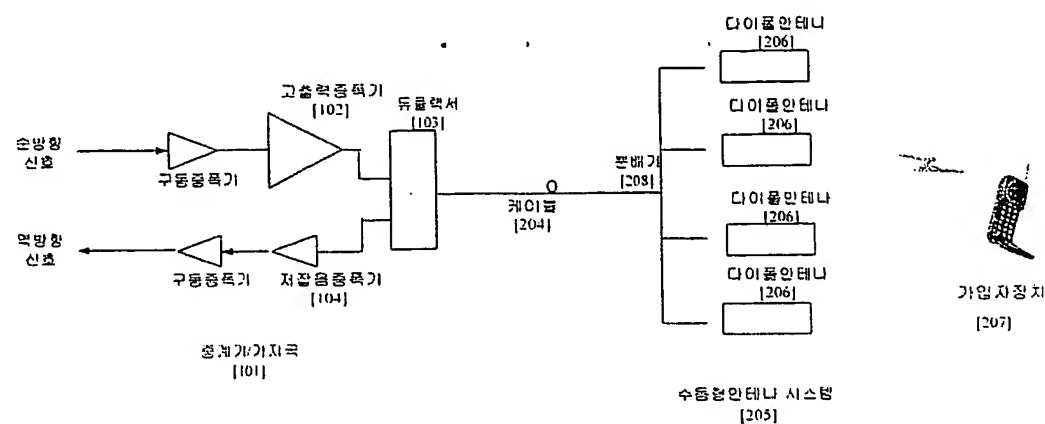 다이폴안테나
[206]
고출력증폭기
[102]
듀플랙서
[103]
순방향
신호
구동증폭기
다이폴안테나
[206]
분배기
[208]
케이블
[204]
역방향
신호
구동증폭기
저잡음증폭기
[104]
다이폴안테나
[206]
다이폴안테나
[206]
가입자장치
[207]
중계기/기지국
[101]
수동형안테나 시스템
[205]